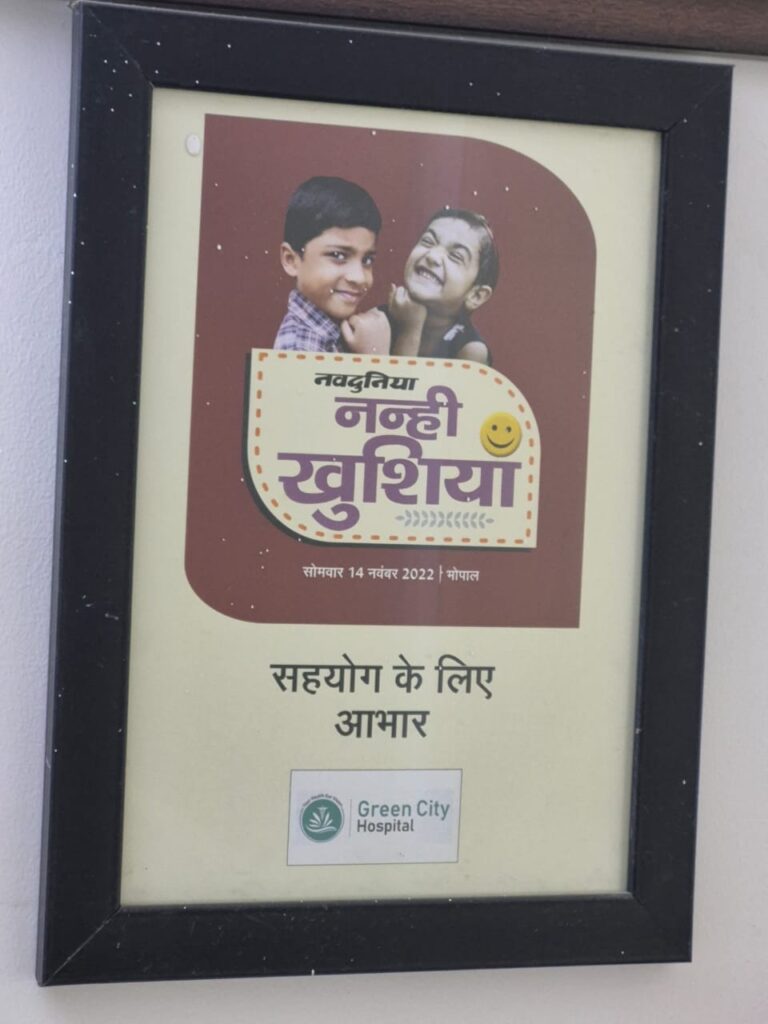 नवदुनिया
नन्ही
खुशियाँ
सोमवार 14 नवंबर 2022 | भोपाल
सहयोग के लिए
आभार
Green City
Hospital